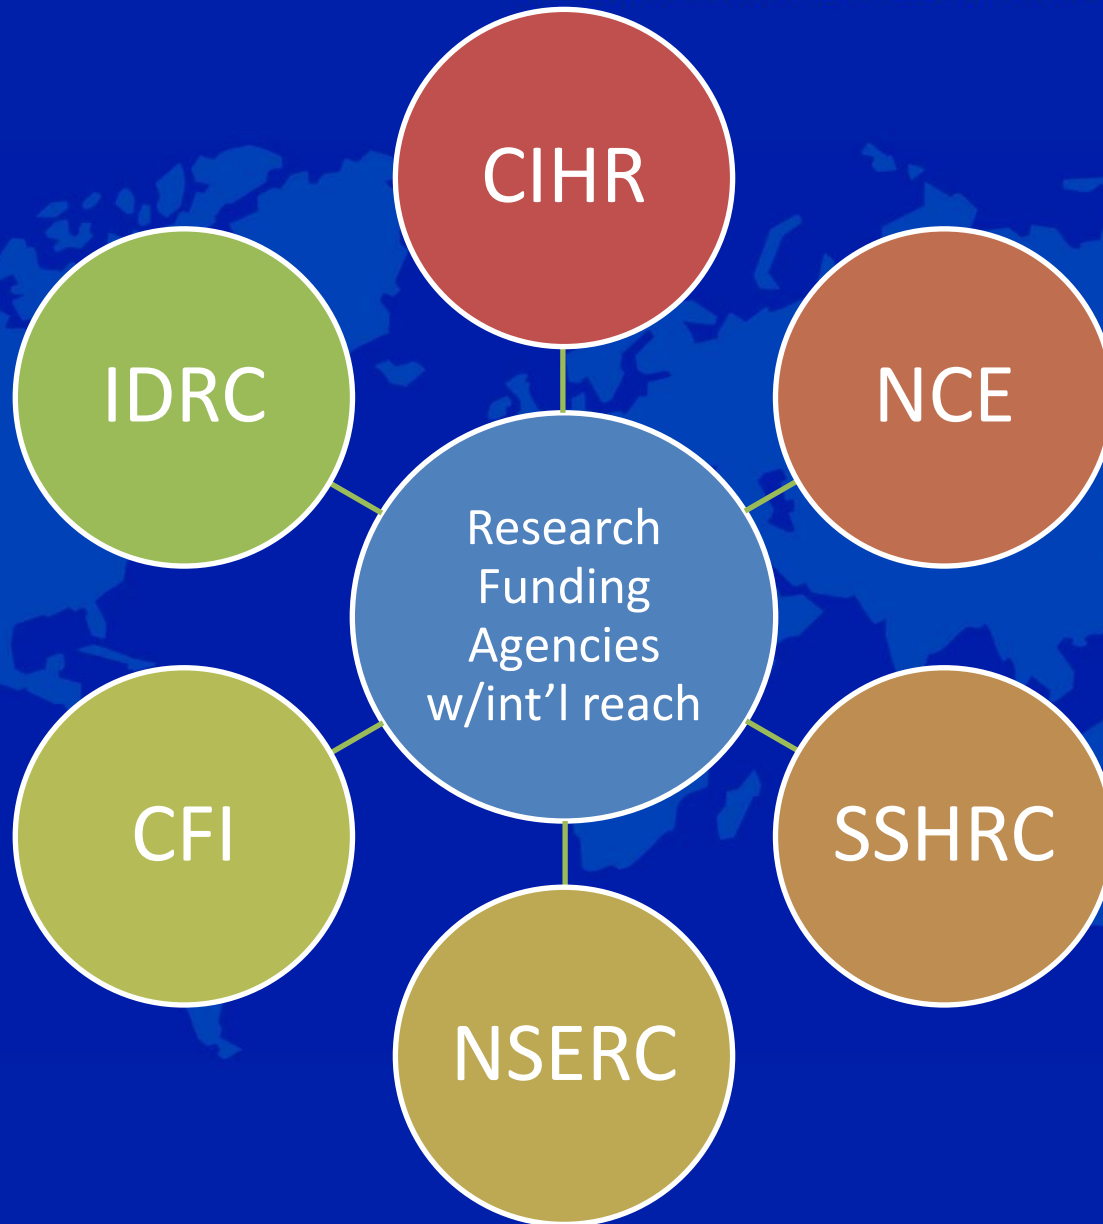 CIHR
IDRC
NCE
Research
Funding
Agencies
w/int’l reach
CFI
SSHRC
NSERC